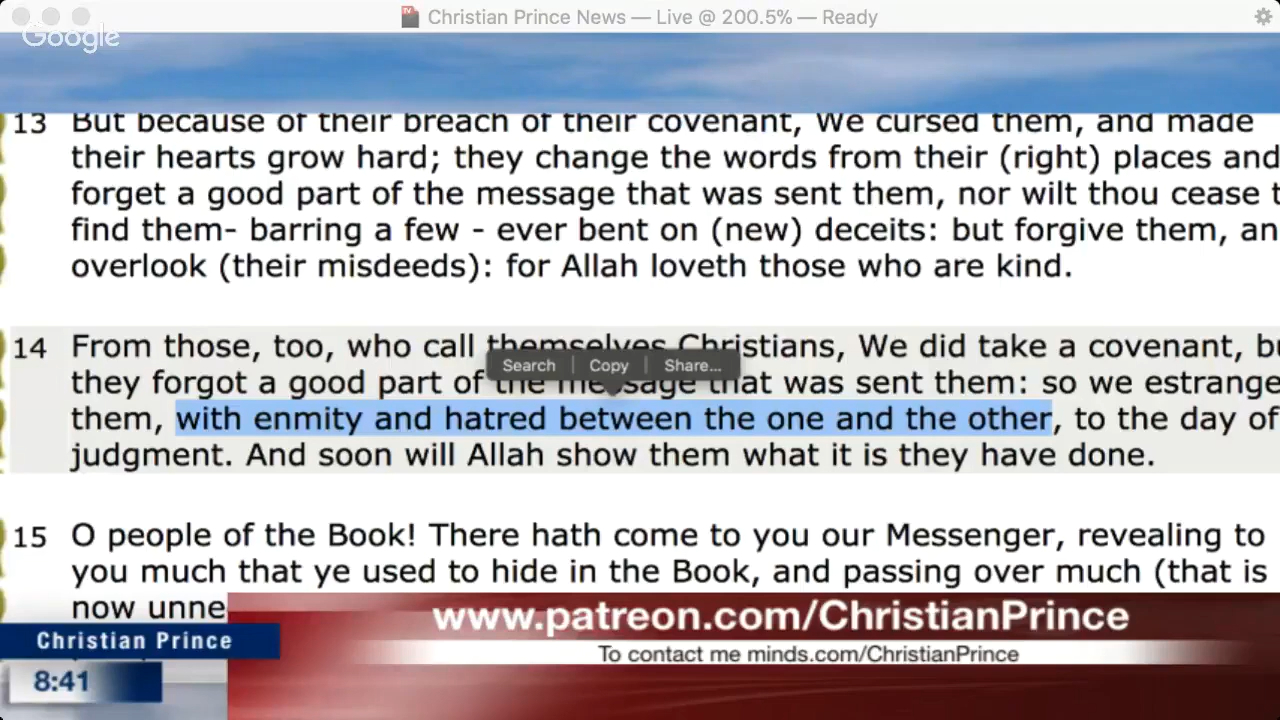 Christian Prince News — Live @ 200.5% — Ready
Google
13 But because of their breach of their covenant, We cursed them, and made
their hearts grow hard; they change the words from their (right) places and
forget a good part of the message that was sent them, nor wilt thou cease
find them- barring a few - ever bent on (new) deceits: but forgive them, an
overlook (their misdeeds): for Allah loveth those who are kind.
14 From those, too, who call themselves Christians, We did take a covenant, bu
Search Copy Share...
they forgot a good part of the message that was sent them: so we estrange
them, with enmity and hatred between the one and the other, to the day of
judgment. And soon will Allah show them what it is they have done.
15 O people of the Book! There hath come to you our Messenger, revealing to
you much that ye used to hide in the Book, and passing over much (that is
now unne
www.patreon.com/ChristianPrince
Christian Prince
To contact me minds.com/ChristianPrince
8:41